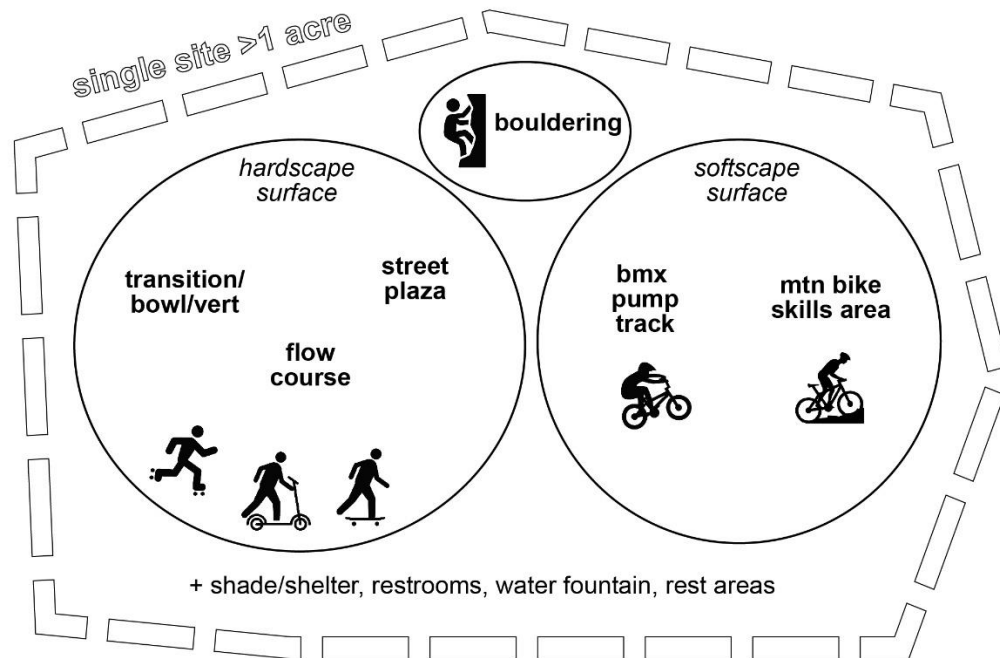 single site >1 acre
bouldering
hardscape
surface
transition/
bowl/vert
street
plaza
flow
course
softscape
surface
bmx
pump
track
mtn bike
skills area
+ shade/shelter, restrooms, water fountain, rest areas